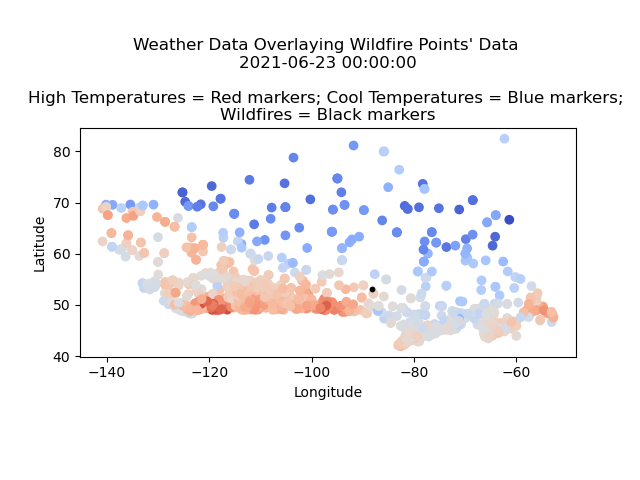 Weather Data Overlaying Wildfire Points' Data
2021-06-23 00:00:00
High Temperatures = Red markers; Cool Temperatures = Blue markers;
Wildfires = Black markers
80
70
60
50
40
Latitude
−140 −120 −100 −80 −60
Longitude